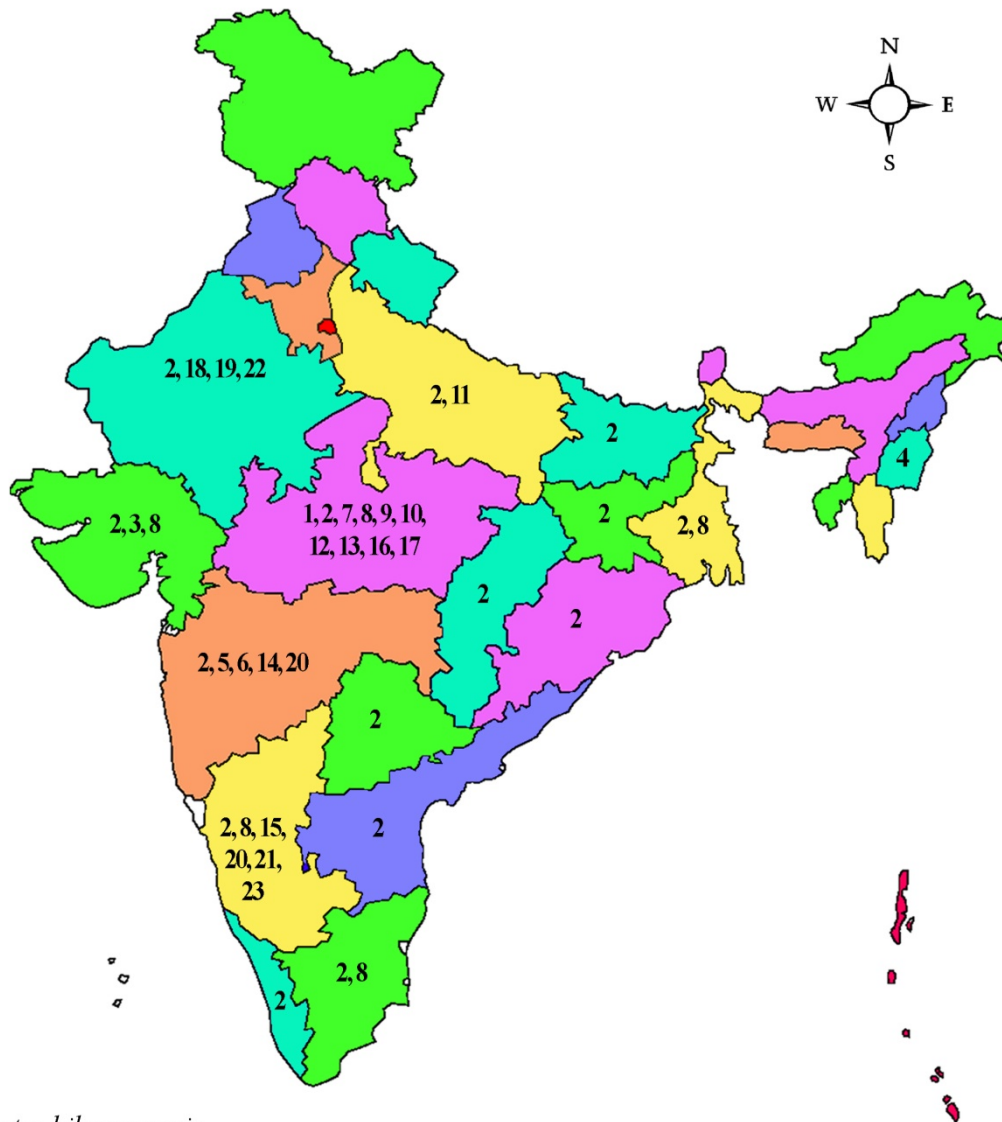 N
W E
S
2, 18, 19, 22
2, 11
2
4
2, 3, 8
1, 2, 7, 8, 9, 10,
12, 13, 16, 17
2
2, 8
2
2
2, 5, 6, 14, 20
2
2, 8, 15,
20, 21,
23
2
2, 8
2